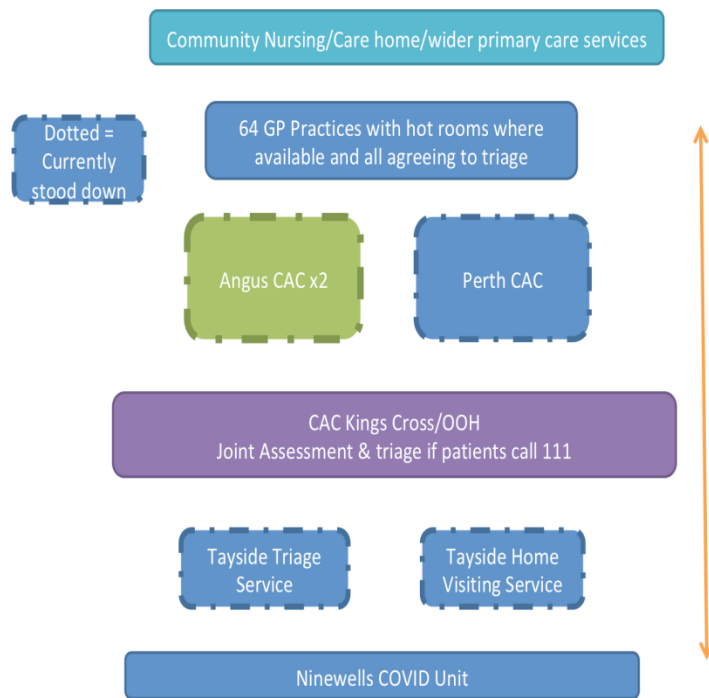 Community Nursing/Care home/wider primary care services
64 GP Practices with hot rooms where
available and all agreeing to triage
Dotted =
Currently
stood down
Angus CAC x2
Perth CAC
CAC Kings Cross/OOH
Joint Assessment & triage if patients call 111
Tayside Triage
Service
Tayside Home
Visiting Service
Ninewells COVID Unit